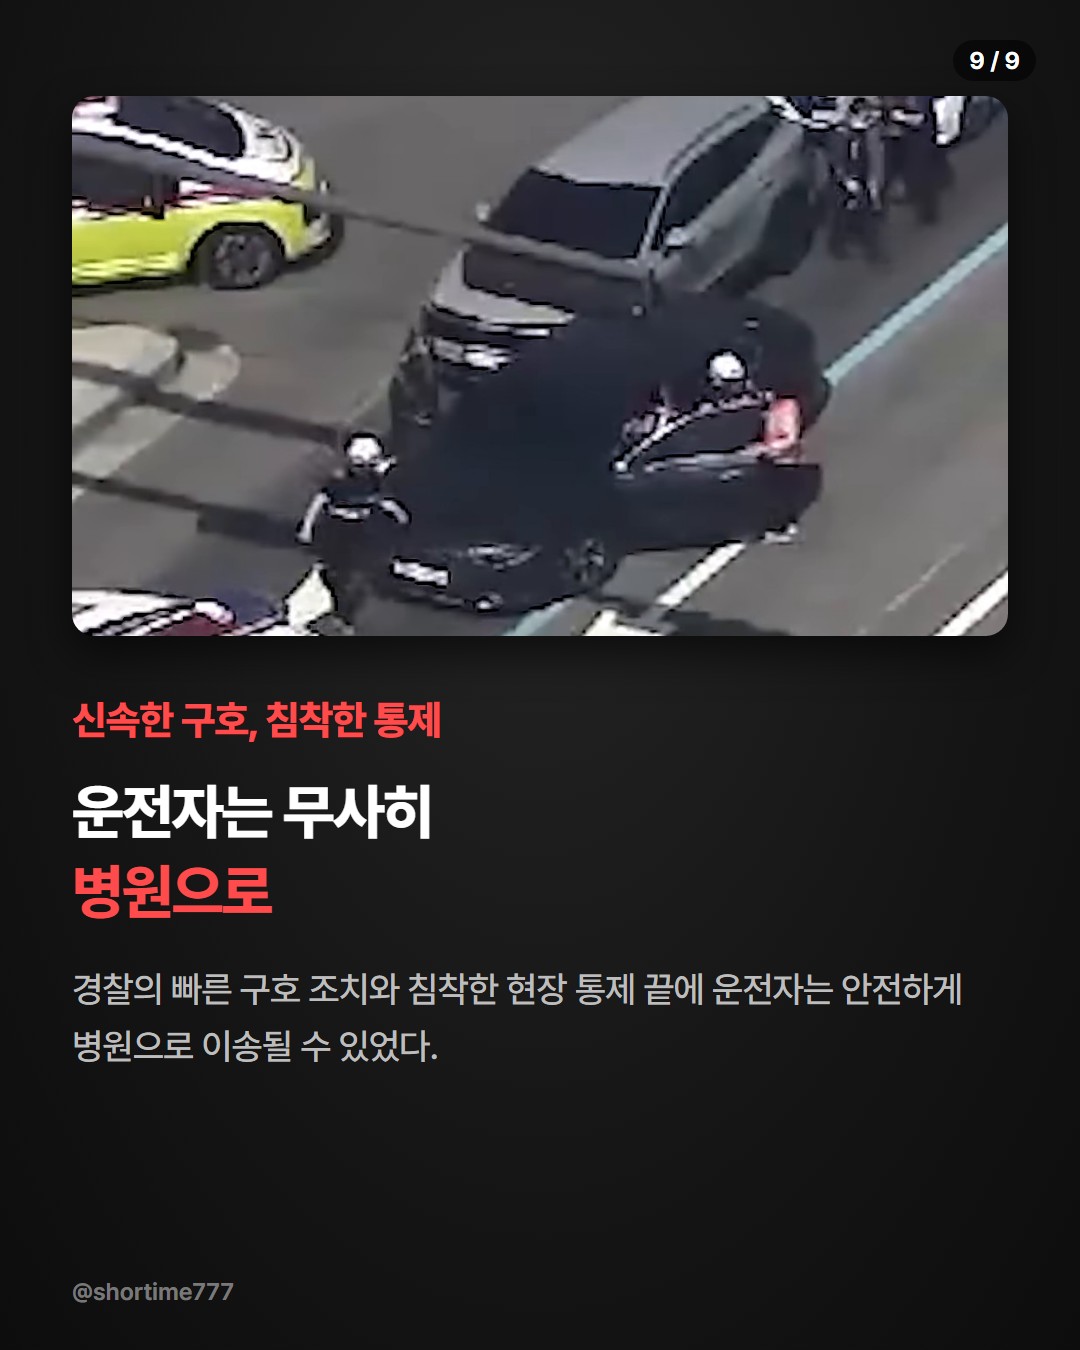 9 / 9
신속한 구호, 침착한 통제
운전자는 무사히
병원으로
경찰의 빠른 구호 조치와 침착한 현장 통제 끝에 운전자는 안전하게
병원으로 이송될 수 있었다.
@shortime777